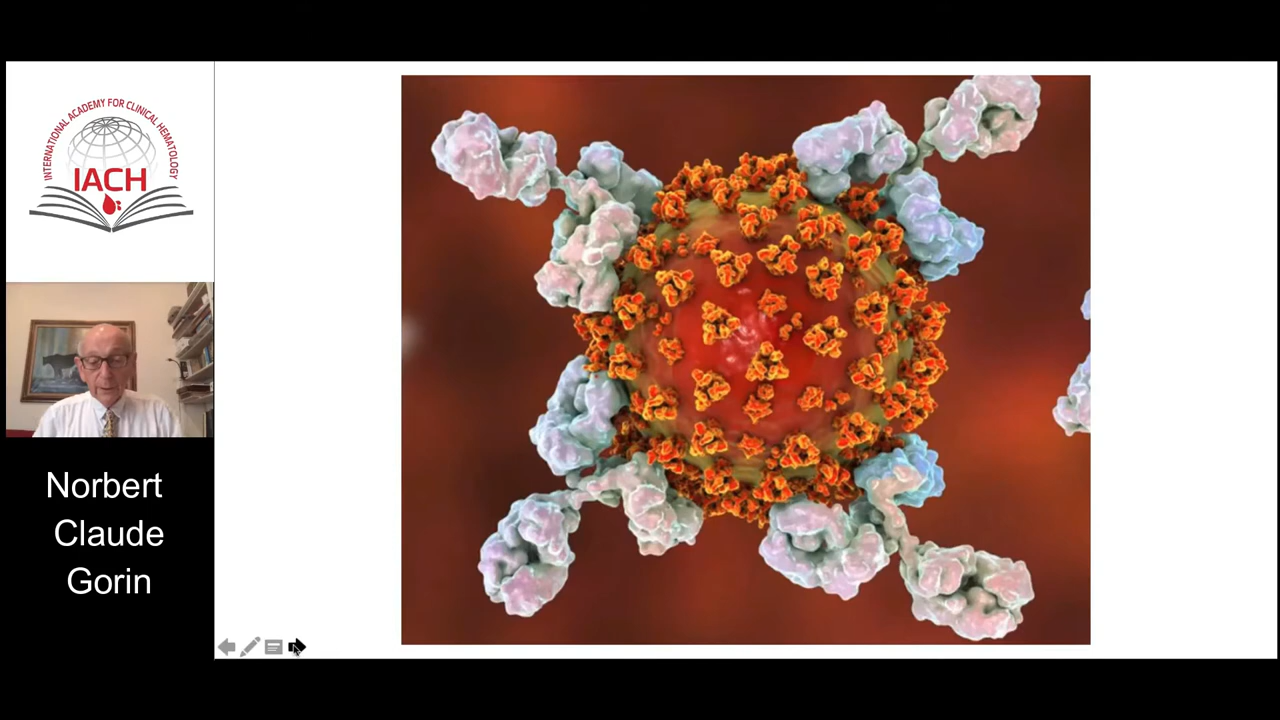 INTERNATIONAL ACADEMY FOR CLINICAL HEMATOLOGY
IACH
Norbert
Claude
Gorin